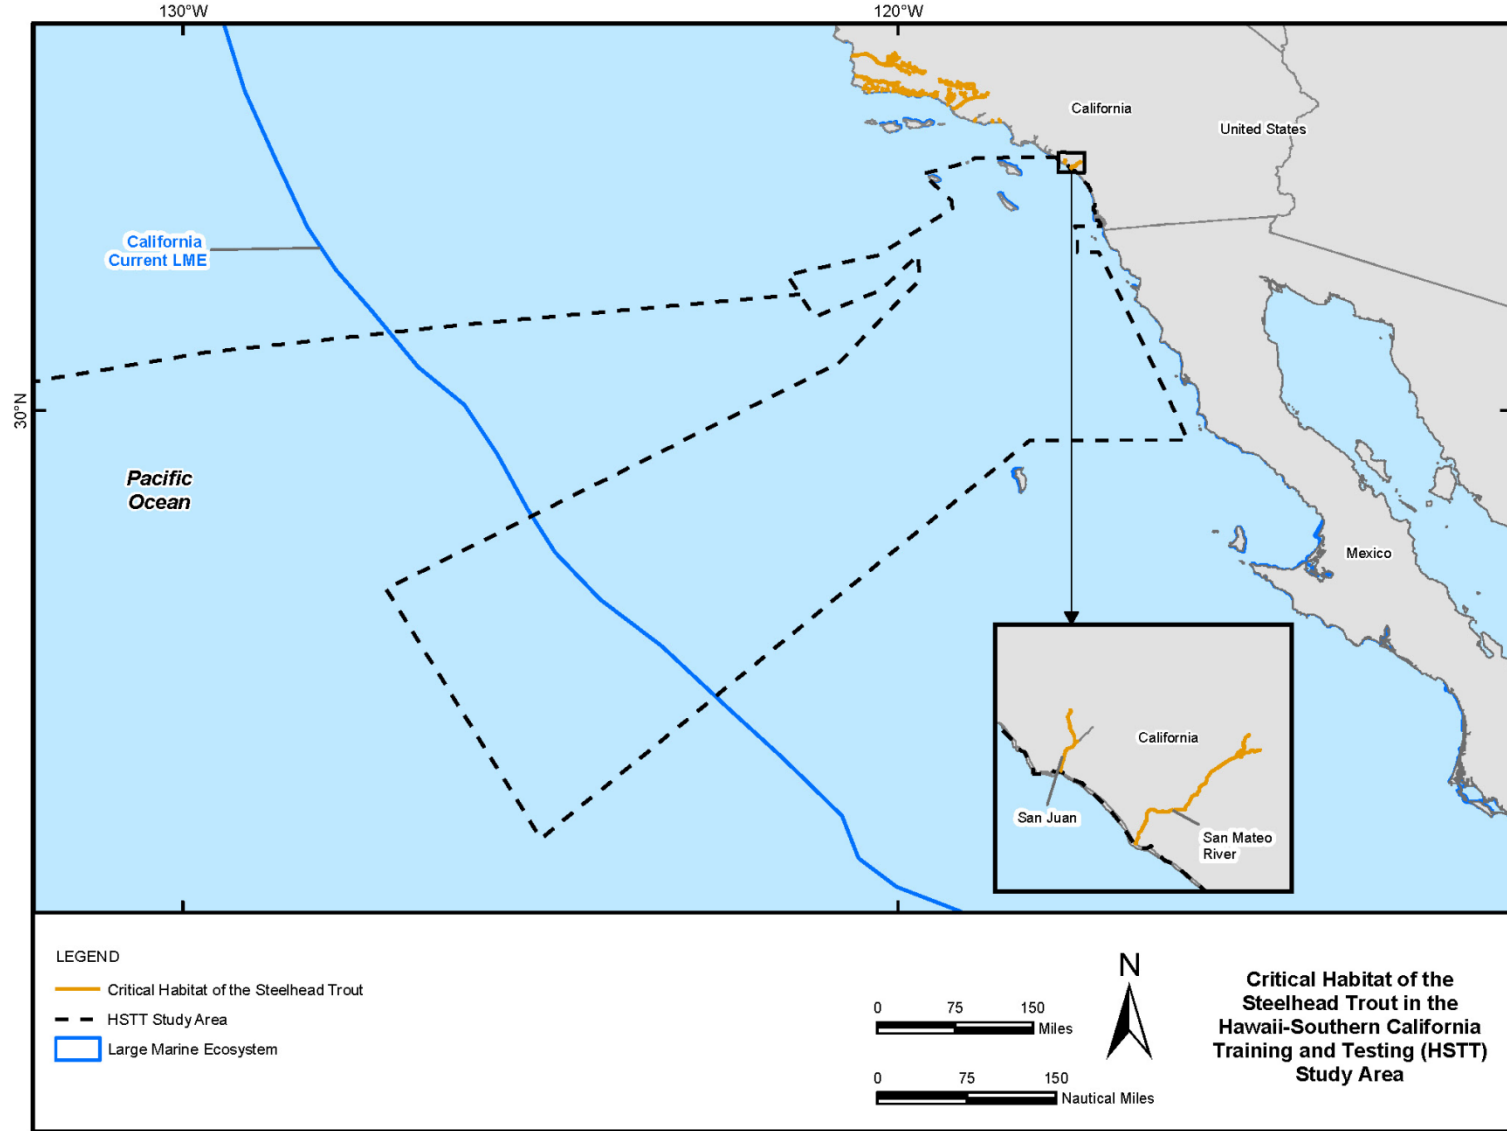 130°W
120°W
California
United States
California
Current LME
30°N
Pacific
Ocean
Mexico
California
San Juan
San Mateo
River
LEGEND
Critical Habitat of the Steelhead Trout
HSTT Study Area
Large Marine Ecosystem
0 75 150
Miles
0 75 150
Nautical Miles
N
Critical Habitat of the
Steelhead Trout in the
Hawaii-Southern California
Training and Testing (HSTT)
Study Area